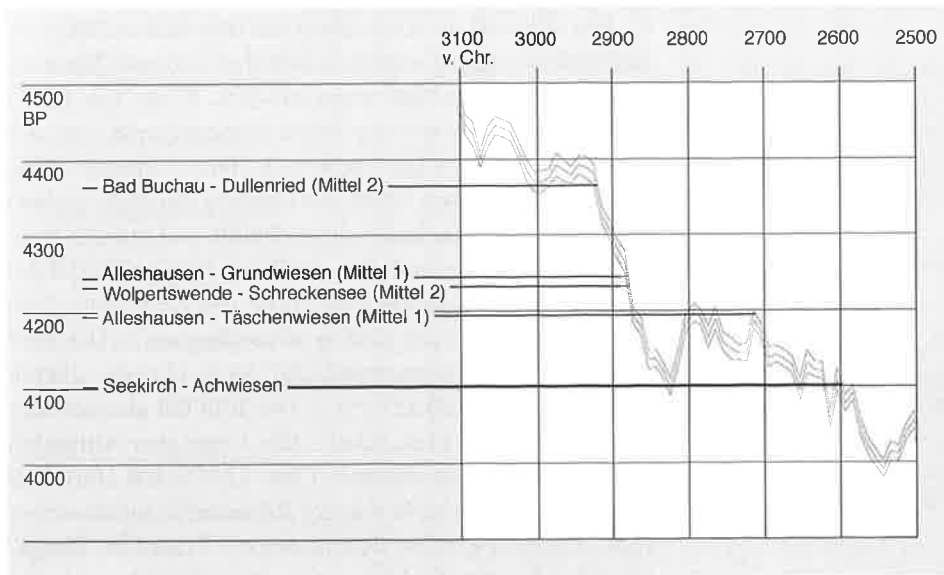 3100 3000 2900 2800 2700 2600 2500
v. Chr.
4500
BP
4400
Bad Buchau - Dullenried (Mittel 2)
4300
Alleshausen - Grundwiesen (Mittel 1)
Wolpertswende - Schreckensee (Mittel 2)
4200
Alleshausen - Täschenwiesen (Mittel 1)
Seekirch - Achwiesen
4100
4000